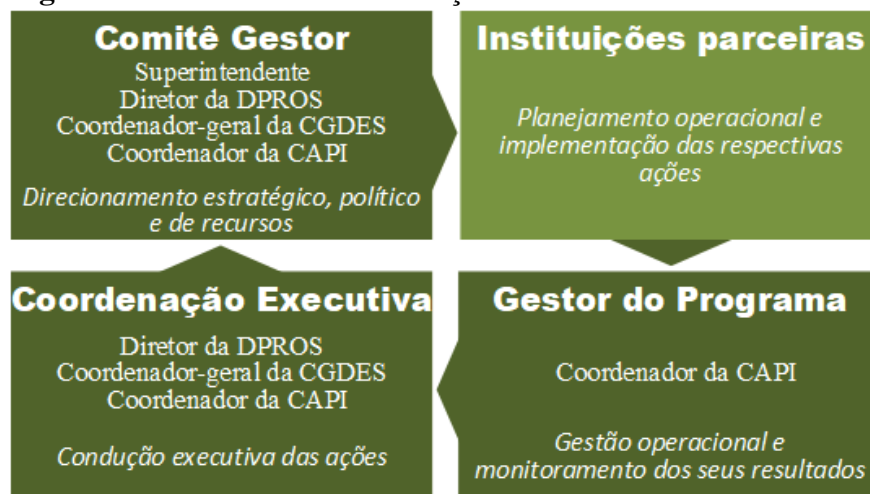 Comitê Gestor
Superintendente
Diretor da DPROS
Coordenador-geral da CGDES
Coordenador da CAPI
Direcionamento estratégico, político
e de recursos
Instituições parceiras
Planejamento operacional e
implementação das respectivas
ações
Coordenação Executiva
Diretor da DPROS
Coordenador-geral da CGDES
Coordenador da CAPI
Condução executiva das ações
Gestor do Programa
Coordenador da CAPI
Gestão operacional e
monitoramento dos seus resultados